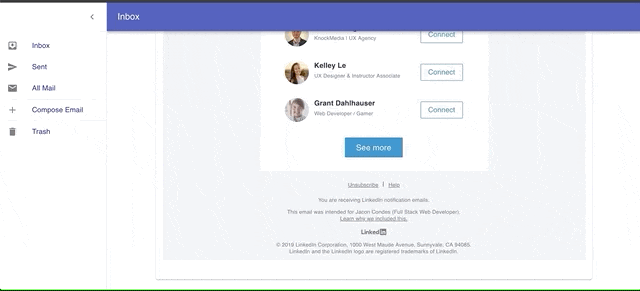 Inbox
Inbox
Sent
All Mail
Compose Email
Trash
KnockMedia | UX Agency
Connect
Kelley Le
UX Designer & Instructor Associate
Connect
Grant Dahlhauser
Web Developer / Gamer
Connect
See more
Unsubscribe | Help
You are receiving LinkedIn notification emails.
This email was intended for Jacon Condes (Full Stack Web Developer).
Learn why we included this.
Linked in
© 2019 LinkedIn Corporation, 1000 West Maude Avenue, Sunnyvale, CA 94085.
LinkedIn and the LinkedIn logo are registered trademarks of LinkedIn.